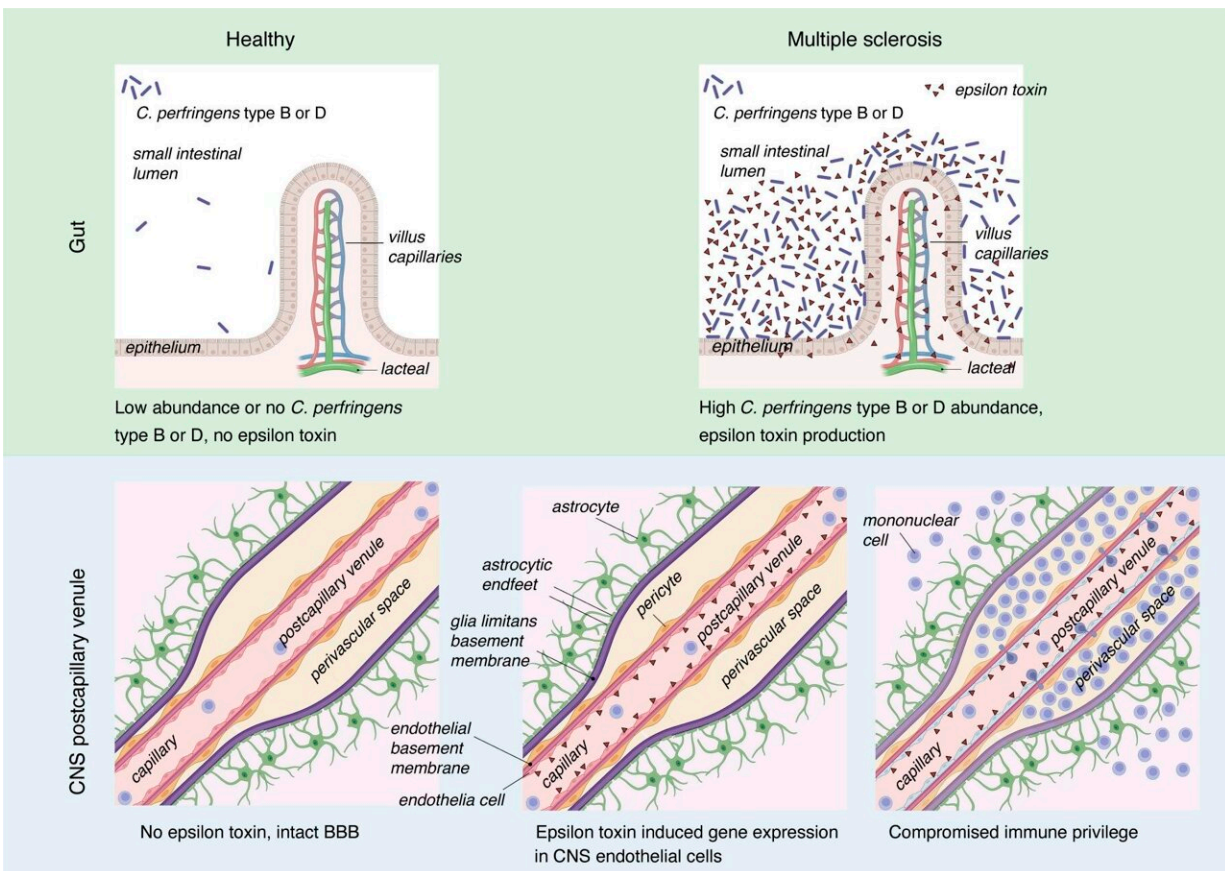 Healthy
Multiple sclerosis
Gut
C. perfringens type B or D
small intestinal
lumen
villus
capillaries
epithelium
lacteal
Low abundance or no C. perfringens
type B or D, no epsilon toxin
epsilon toxin
C. perfringens type B or D
small intestinal
lumen
villus
capillaries
epithelium
lacteal
High C. perfringens type B or D abundance,
epsilon toxin production
CNS postcapillary venule
postcapillary venule
perivascular space
capillary
No epsilon toxin, intact BBB
astrocyte
astrocytic
endfeet
glia limitans
basement
membrane
endothelial
basement
membrane
endothelia cell
pericyte
postcapillary venule
perivascular space
capillary
Epsilon toxin induced gene expression
in CNS endothelial cells
mononuclear
cell
postcapillary venule
perivascular space
capillary
Compromised immune privilege